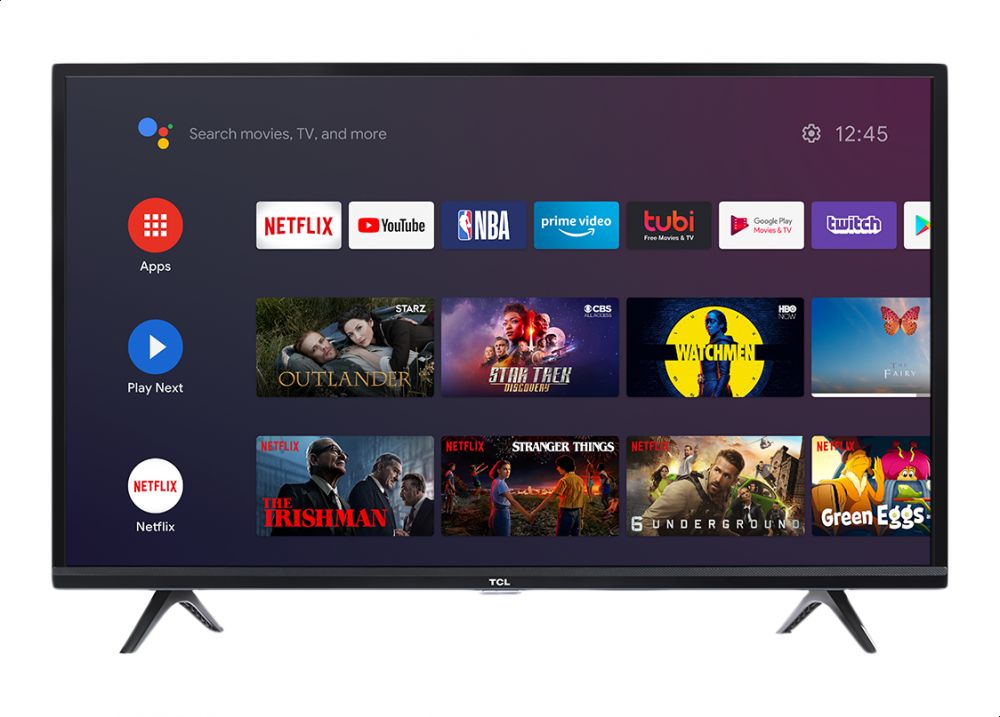 Search movies, TV, and more
12:45
NETFLIX
YouTube
NBA
prime video
tubi
Free Movies & TV
Google Play
Movies & TV
twitch
Apps
STARZ
OUTLANDER
CBS
ALL ACCESS
STAR TREK
DISCOVERY
WATCHMEN
HBO
NOW
THE
FAIRY
Play Next
NETFLIX
THE
IRISHMAN
NETFLIX
STRANGER THINGS
NETFLIX
6 UNDERGROUND
NETFLIX
Green Eggs
NETFLIX
Netflix
TCL